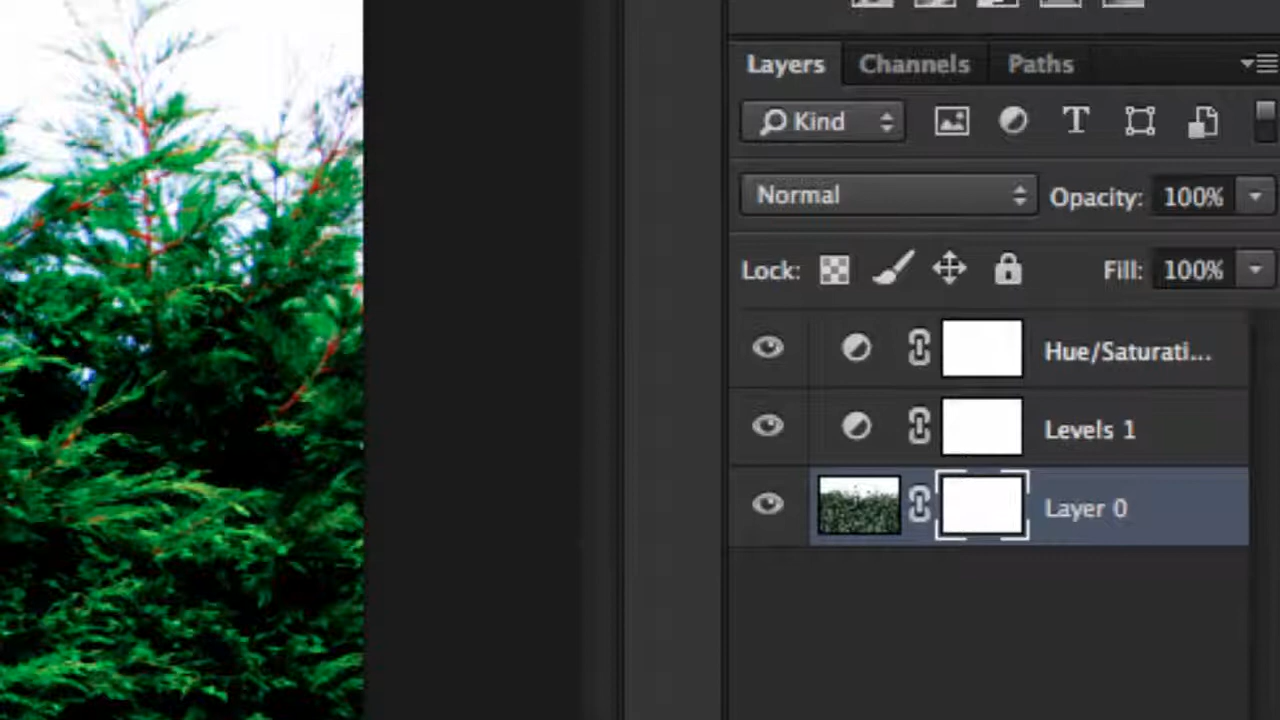 Layers Channels Paths
Kind T
Normal Opacity: 100%
Lock: Fill: 100%
Hue/Saturati...
Levels 1
Layer 0